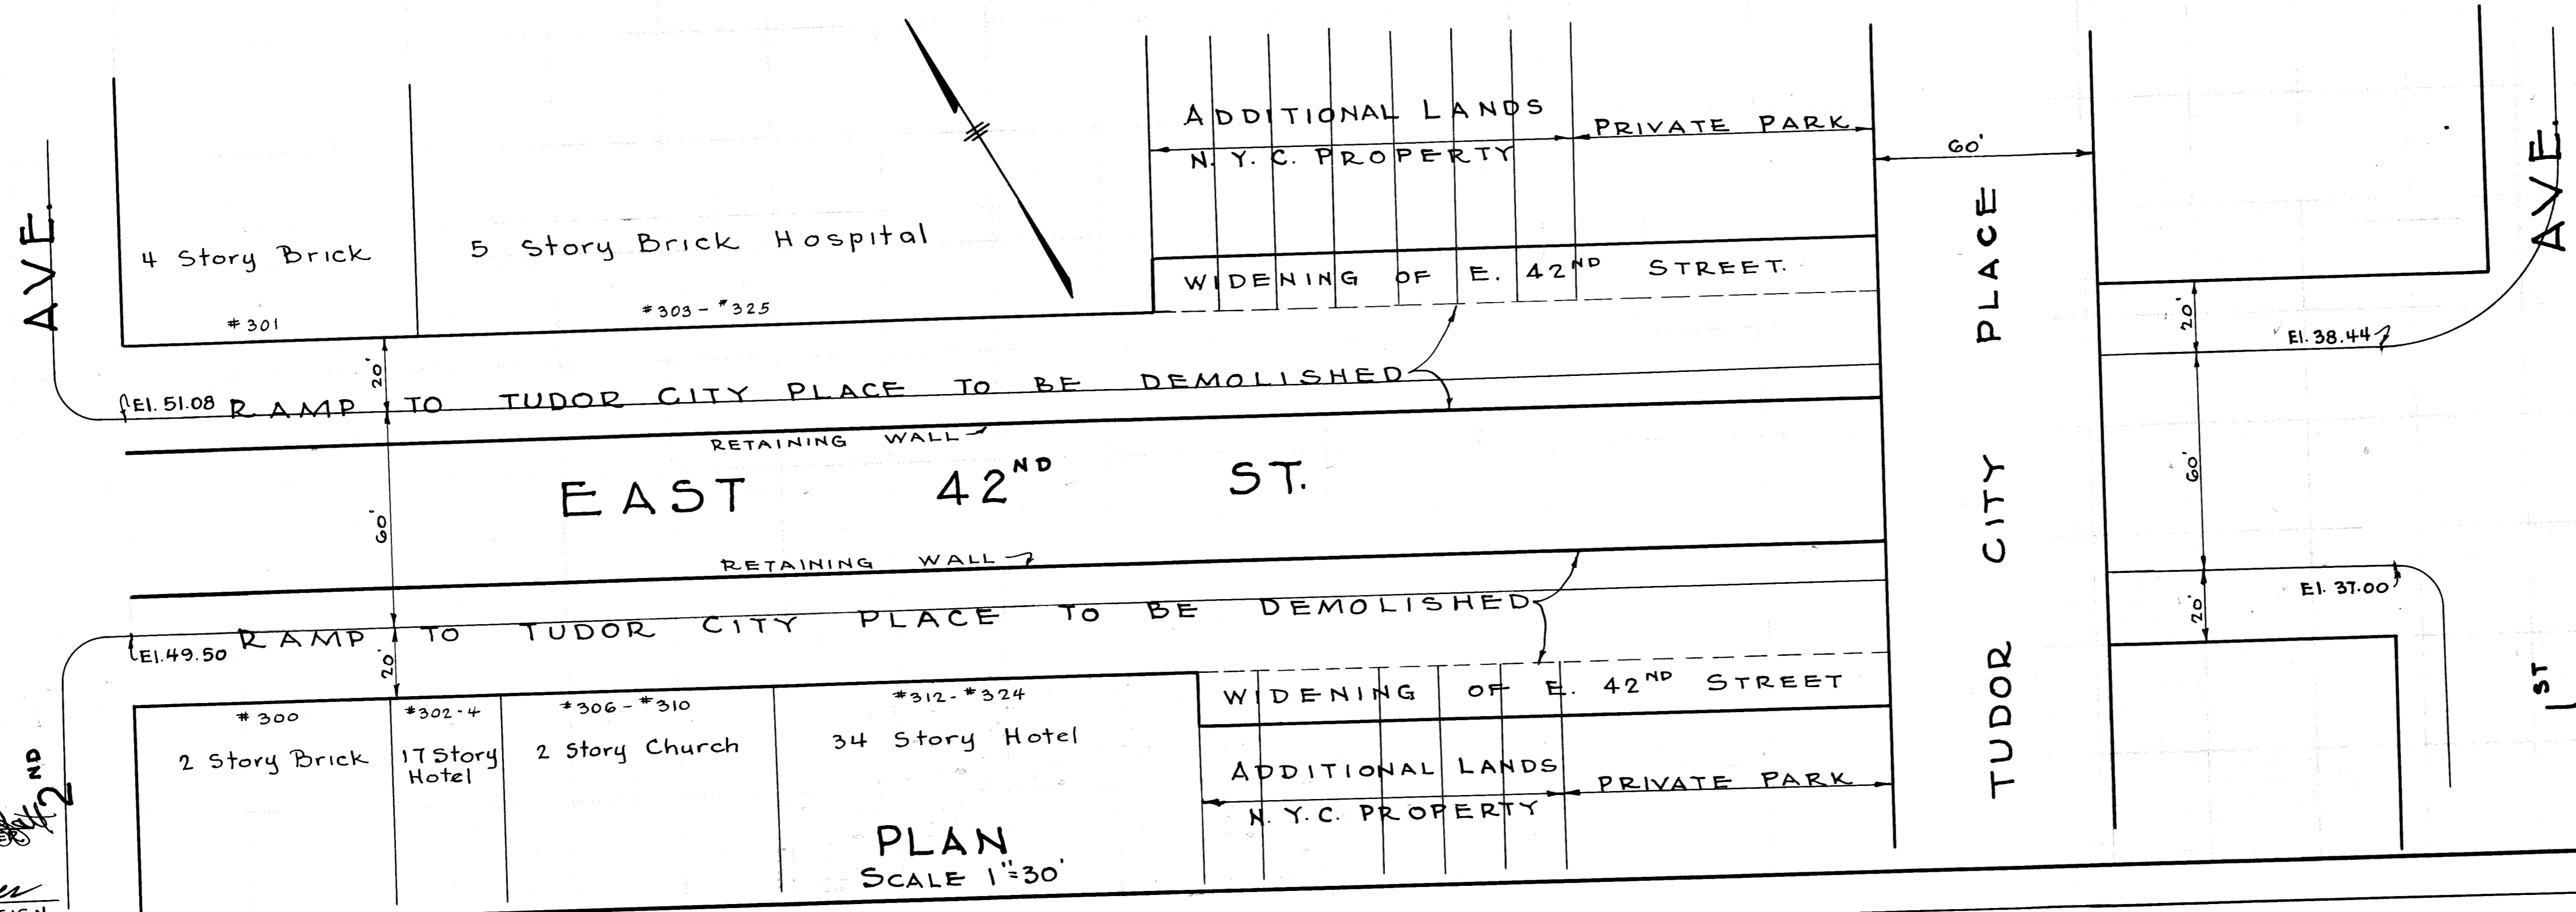 AVE.
4 Story Brick
#301
5 Story Brick Hospital
#303 - #325
ADDITIONAL LANDS
N. Y. C. PROPERTY
PRIVATE PARK
WIDENING OF E. 42ND STREET.
60'
TUDOR CITY PLACE
AVE.
20'
El. 38.44
El. 51.08
20'
RAMP TO TUDOR CITY PLACE TO BE DEMOLISHED
RETAINING WALL
EAST 42ND ST.
60'
60'
RETAINING WALL
El. 49.50
RAMP TO TUDOR CITY PLACE TO BE DEMOLISHED
20'
El. 37.00
20'
1ST
2ND
#300
2 Story Brick
#302-4
17 Story
Hotel
#306 - #310
2 Story Church
#312 - #324
34 Story Hotel
WIDENING OF E. 42ND STREET
ADDITIONAL LANDS
N. Y. C. PROPERTY
PRIVATE PARK
PLAN
SCALE 1"=30'